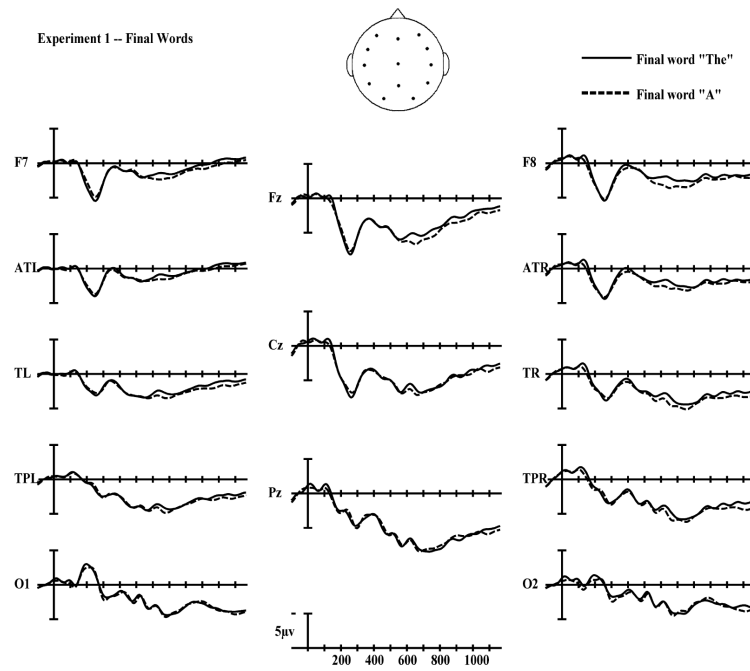 Experiment 1 -- Final Words
Final word "The"
Final word "A"
F7
F8
Fz
ATL
ATR
Cz
TL
TR
TPL
Pz
TPR
O1
O2
5μv
200 400 600 800 1000